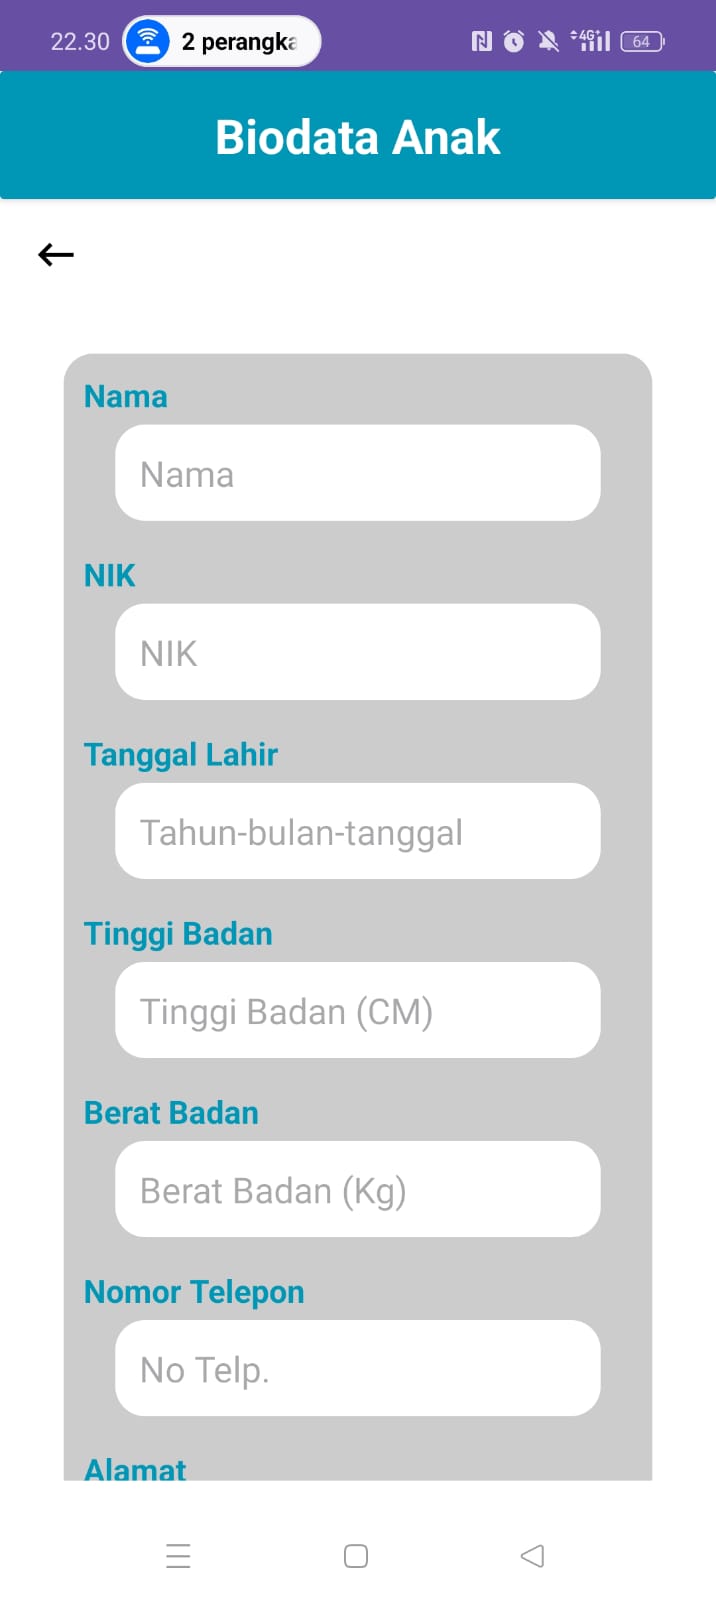 22.30 2 perangka 4G+ 64
Biodata Anak
Nama
Nama
NIK
NIK
Tanggal Lahir
Tahun-bulan-tanggal
Tinggi Badan
Tinggi Badan (CM)
Berat Badan
Berat Badan (Kg)
Nomor Telepon
No Telp.
Alamat